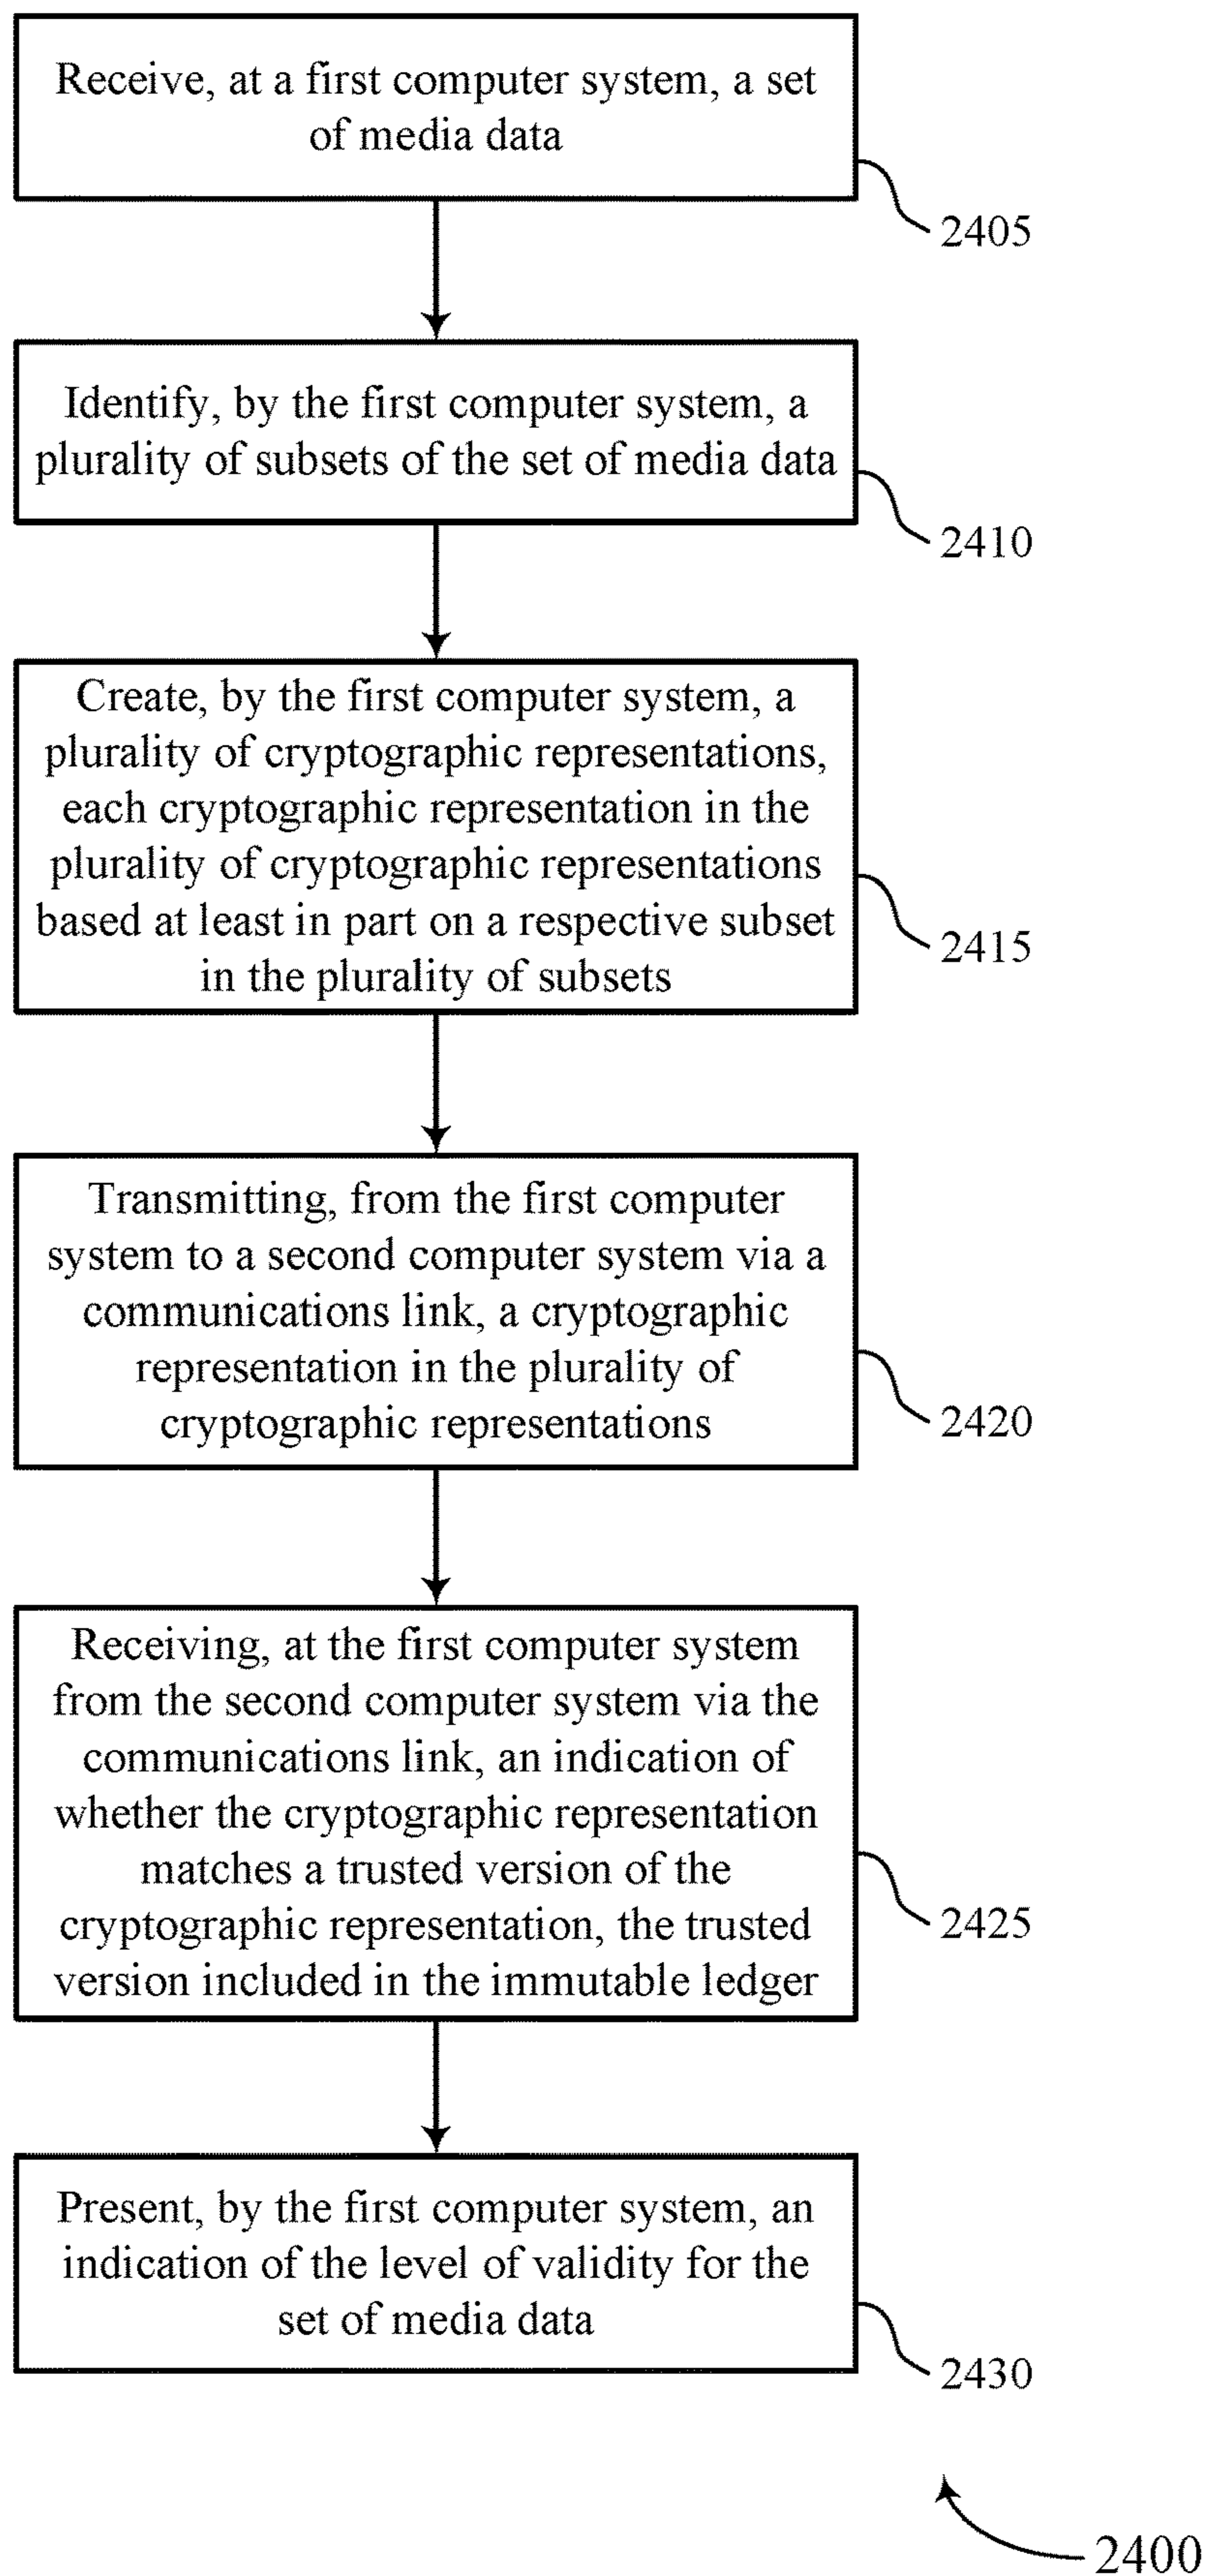 Receive, at a first computer system, a set
of media data
2405
Identify, by the first computer system, a
plurality of subsets of the set of media data
2410
Create, by the first computer system, a
plurality of cryptographic representations,
each cryptographic representation in the
plurality of cryptographic representations
based at least in part on a respective subset
in the plurality of subsets
2415
Transmitting, from the first computer
system to a second computer system via a
communications link, a cryptographic
representation in the plurality of
cryptographic representations
2420
Receiving, at the first computer system
from the second computer system via the
communications link, an indication of
whether the cryptographic representation
matches a trusted version of the
cryptographic representation, the trusted
version included in the immutable ledger
2425
Present, by the first computer system, an
indication of the level of validity for the
set of media data
2430
2400